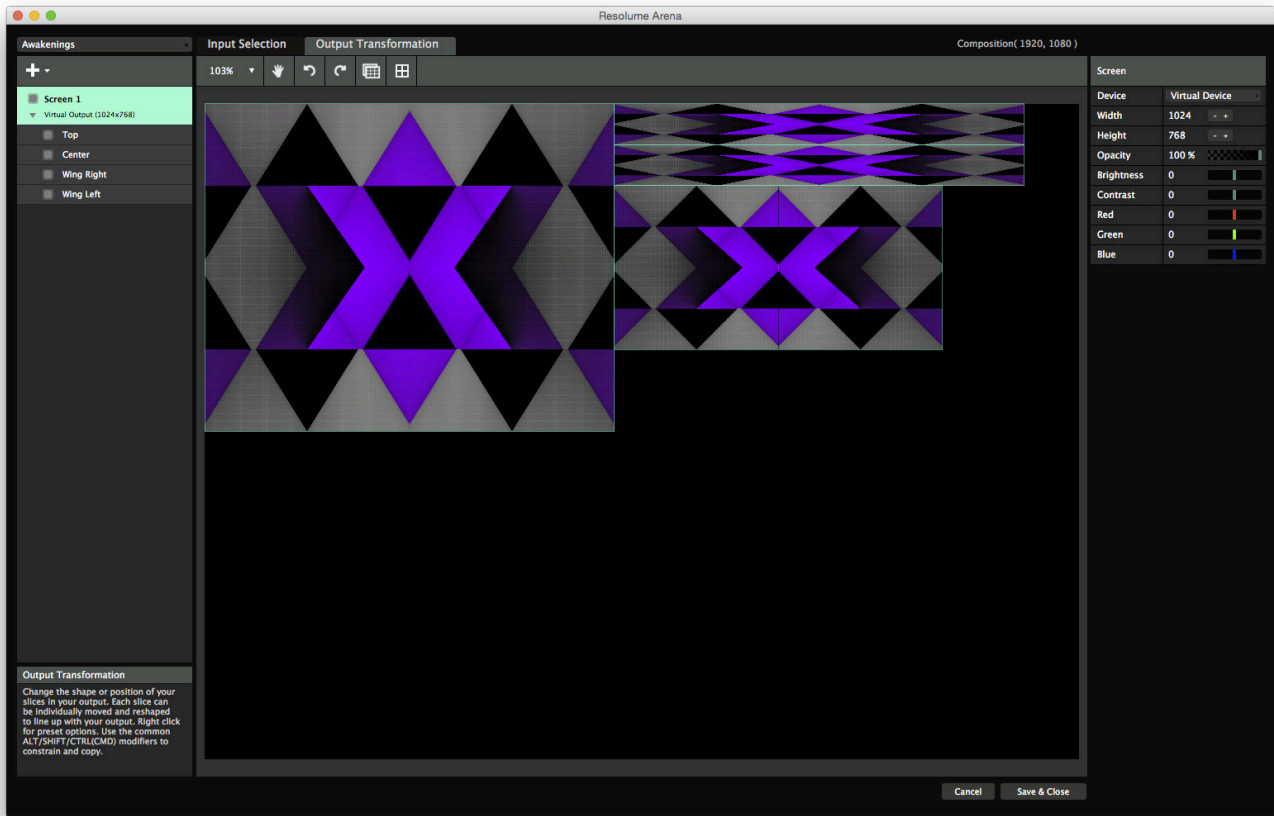 Resolume Arena
Awakenings
Input Selection
Output Transformation
Composition( 1920, 1080 )
103%
Screen 1
Virtual Output (1024x768)
Top
Center
Wing Right
Wing Left
Screen
Device Virtual Device
Width 1024 - +
Height 768 - +
Opacity 100 %
Brightness 0
Contrast 0
Red 0
Green 0
Blue 0
Output Transformation
Change the shape or position of your
slices in your output. Each slice can
be individually moved and reshaped
to line up with your output. Right click
for preset options. Use the common
ALT/SHIFT/CTRL(CMD) modifiers to
constrain and copy.
Cancel
Save & Close